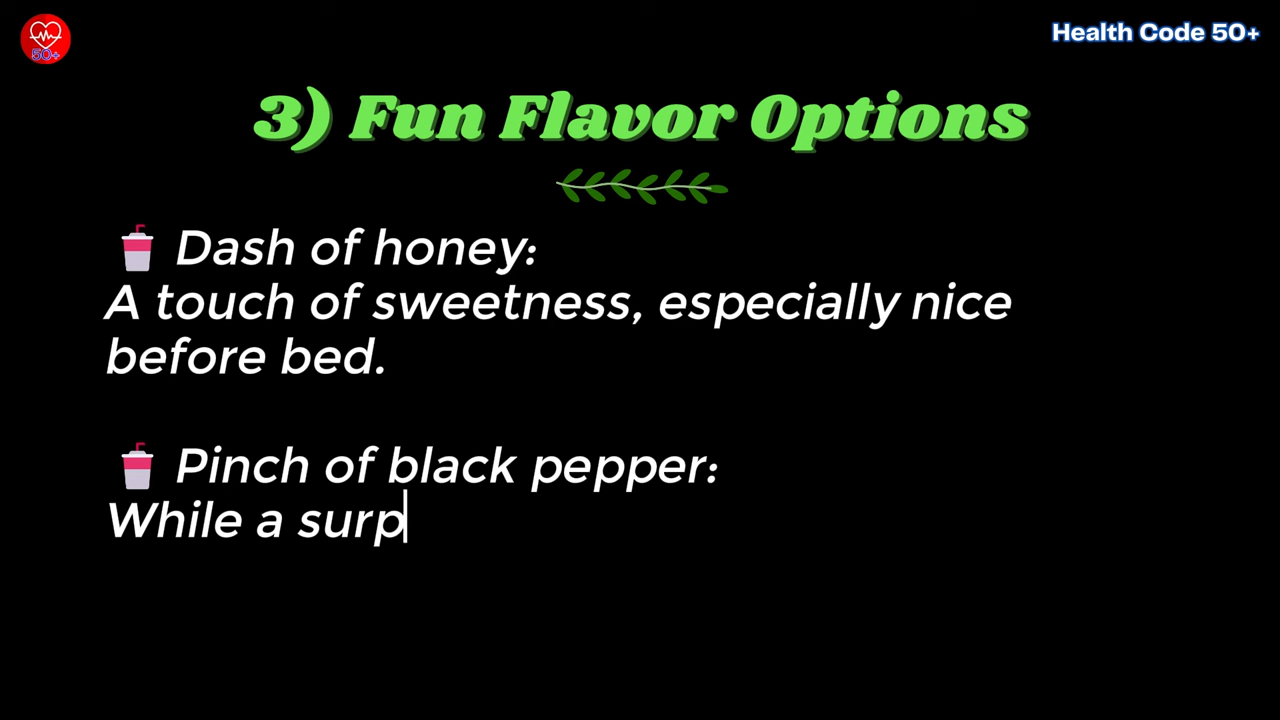 50+
Health Code 50+
3) Fun Flavor Options
Dash of honey:
A touch of sweetness, especially nice
before bed.
Pinch of black pepper:
While a surp